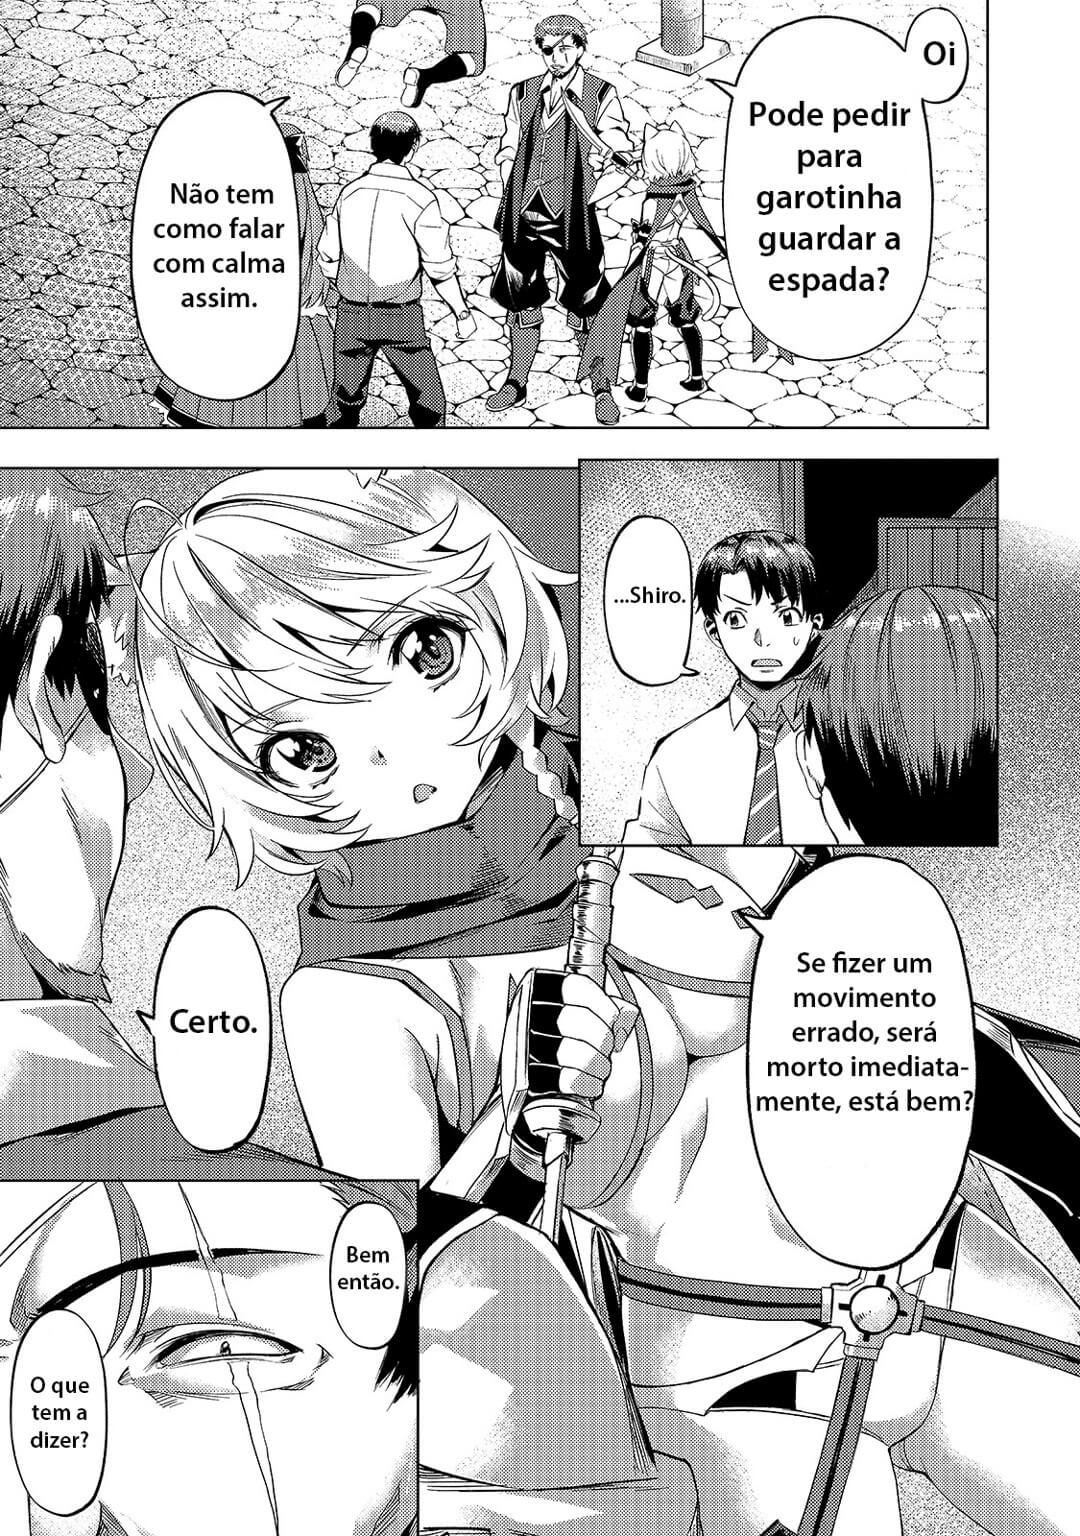 Oi
Pode pedir
para
garotinha
guardar a
espada?
Não tem
como falar
com calma
assim.
...Shiro.
Se fizer um
movimento
errado, será
morto imediata-
mente, está bem?
Certo.
Bem
então.
O que
tem a
dizer?